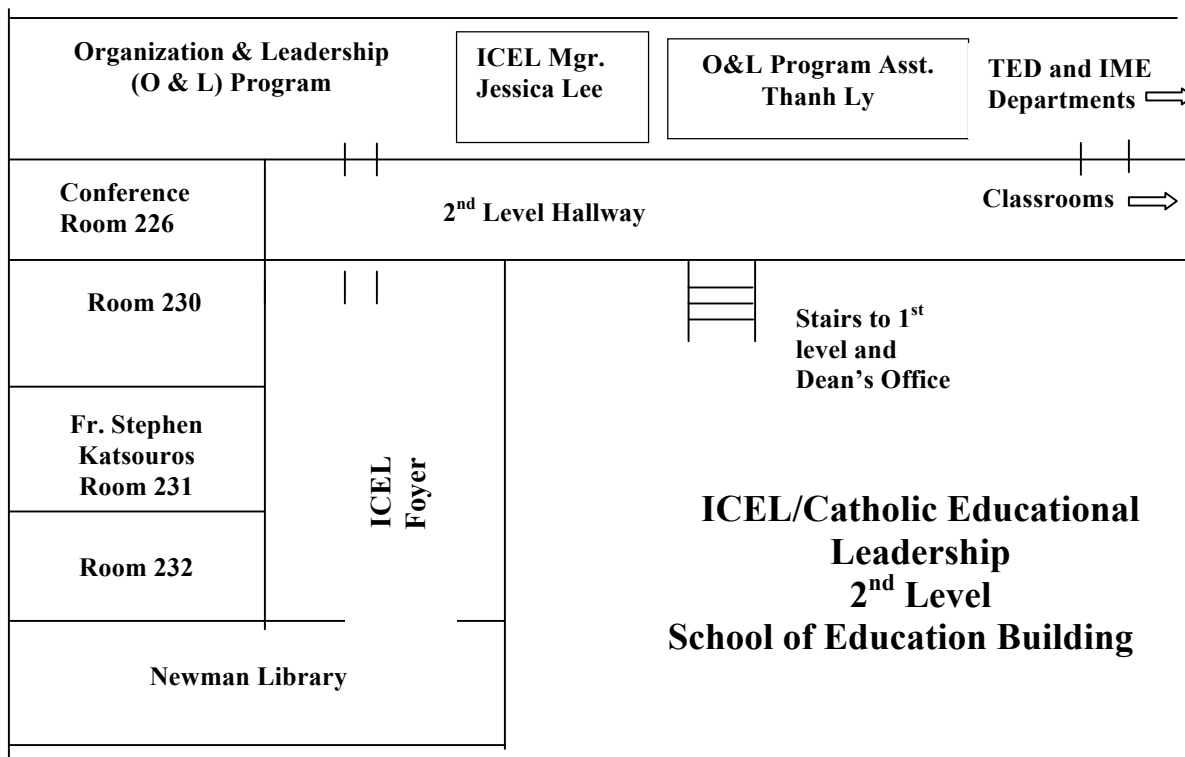 Organization & Leadership
(O & L) Program
ICEL Mgr.
Jessica Lee
O&L Program Asst.
Thanh Ly
TED and IME
Departments
Conference
Room 226
2nd Level Hallway
Classrooms
Room 230
Stairs to 1st
level and
Dean’s Office
Fr. Stephen
Katsouros
Room 231
ICEL
Foyer
Room 232
ICEL/Catholic Educational
Leadership
2nd Level
School of Education Building
Newman Library